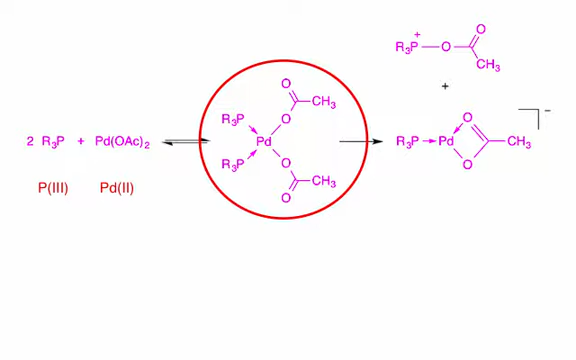 2 R₃P + Pd(OAc)₂
P(III) Pd(II)
O
CH₃
O
R₃P
Pd
R₃P
O
CH₃
O
+
R₃P
O
O
CH₃
+
−
R₃P
Pd
O
CH₃
O